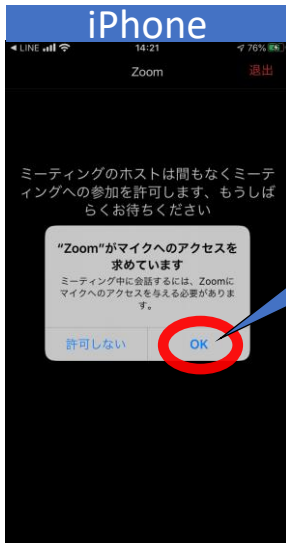 iPhone
LINE 14:21 76%
Zoom 退出
ミーティングのホストは間もなくミーテ
ィングへの参加を許可します、もうしば
らくお待ちください
“Zoom”がマイクへのアクセスを
求めています
ミーティング中に会話するには、Zoomに
マイクへのアクセスを与える必要がありま
す。
許可しない OK